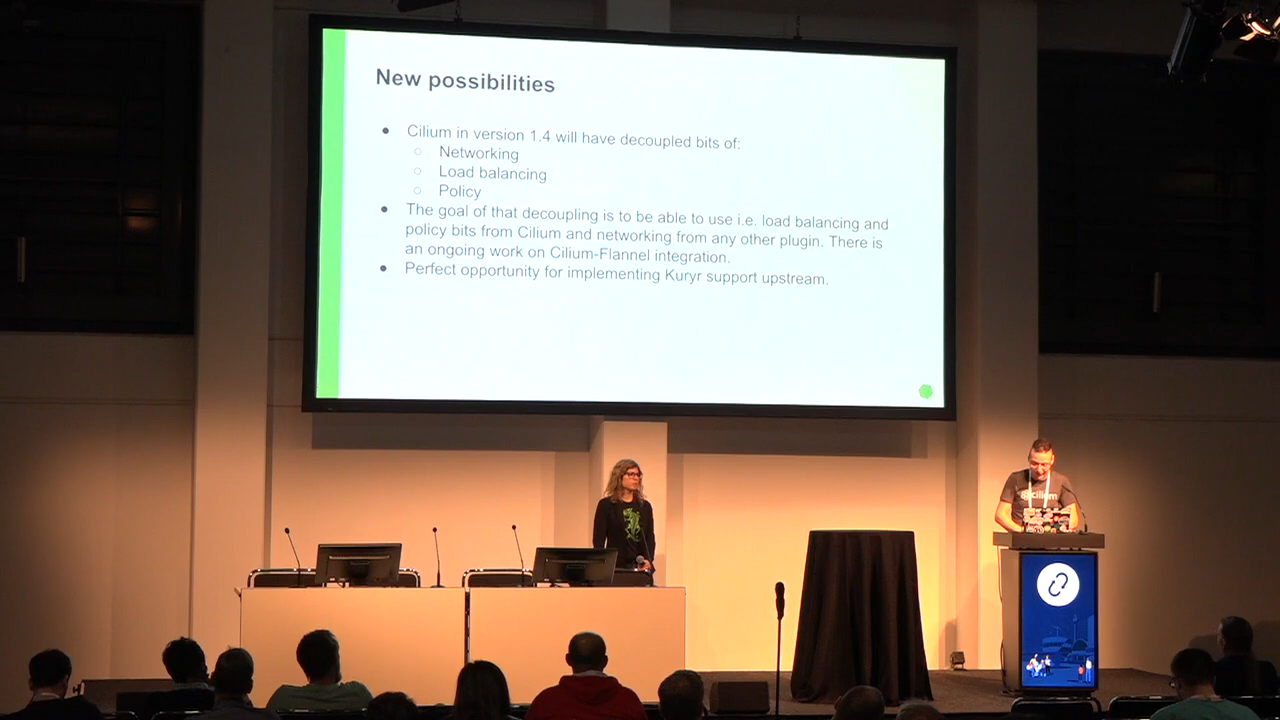 New possibilities
● Cilium in version 1.4 will have decoupled bits of:
○ Networking
○ Load balancing
○ Policy
● The goal of that decoupling is to be able to use i.e. load balancing and
policy bits from Cilium and networking from any other plugin. There is
an ongoing work on Cilium-Flannel integration.
● Perfect opportunity for implementing Kuryr support upstream.
cilium